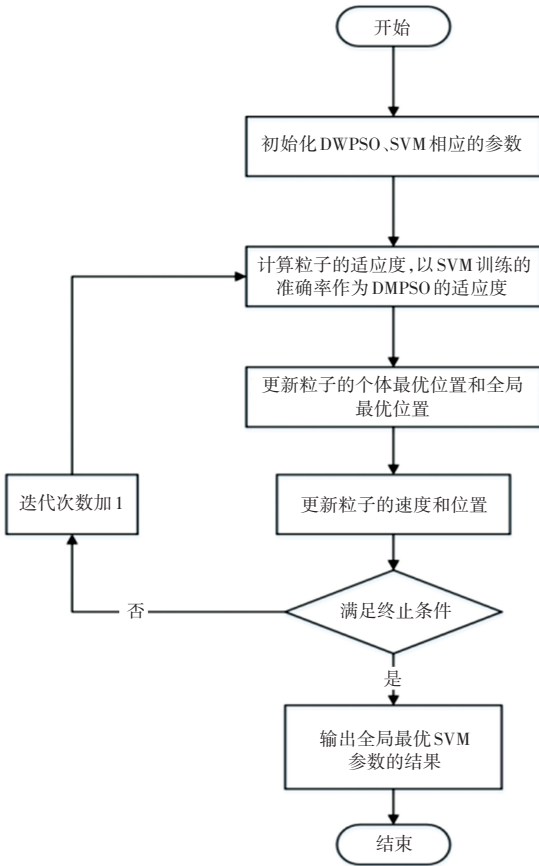 开始
初始化DWPSO、SVM相应的参数
计算粒子的适应度,以SVM训练的
准确率作为DMPSO的适应度
更新粒子的个体最优位置和全局
最优位置
迭代次数加1
更新粒子的速度和位置
否
满足终止条件
是
输出全局最优SVM
参数的结果
结束